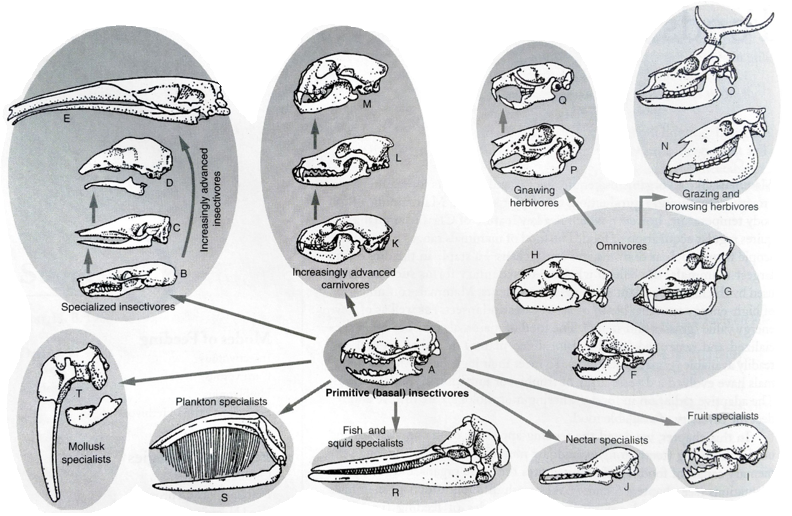 E
D
C
B
Increasingly advanced
insectivores
Specialized insectivores
M
L
K
Increasingly advanced
carnivores
Q
P
Gnawing
herbivores
O
N
Grazing and
browsing herbivores
Omnivores
H
G
F
A
Primitive (basal) insectivores
T
Mollusk
specialists
Plankton specialists
S
Fish and
squid specialists
R
Nectar specialists
J
Fruit specialists
I